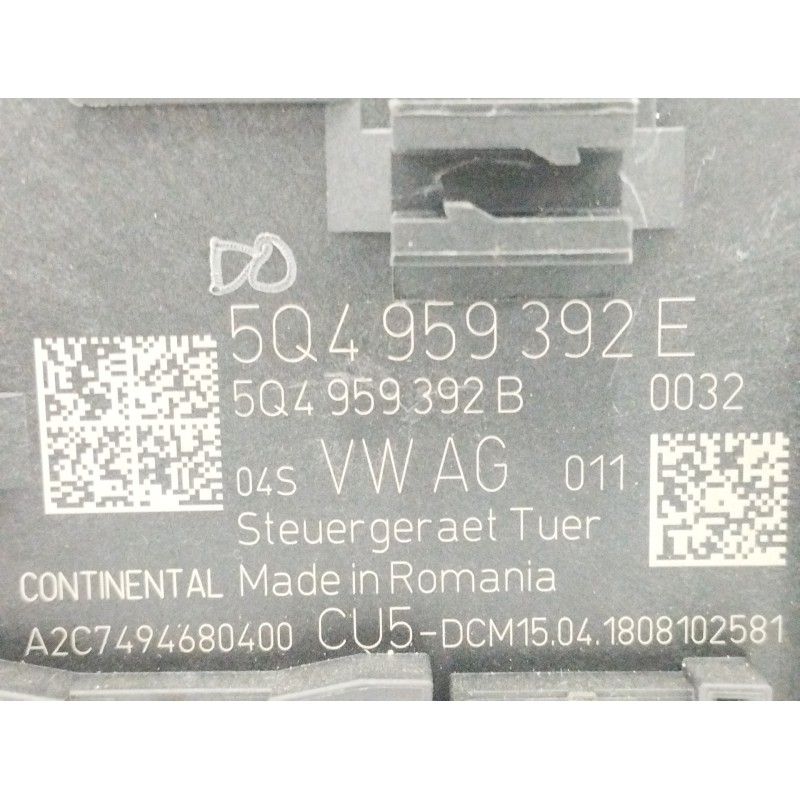 DO
5Q4 959 392 E
5Q4 959 392 B 0032
04S VW AG 011
Steuergeraet Tuer
CONTINENTAL Made in Romania
A2C7494680400 CU5-DCM15.04.1808102581